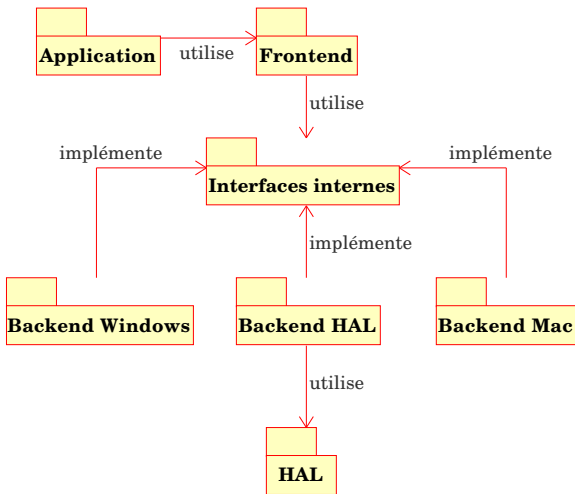 Application
utilise
Frontend
utilise
implémente
implémente
Interfaces internes
implémente
Backend Windows
Backend HAL
Backend Mac
utilise
HAL